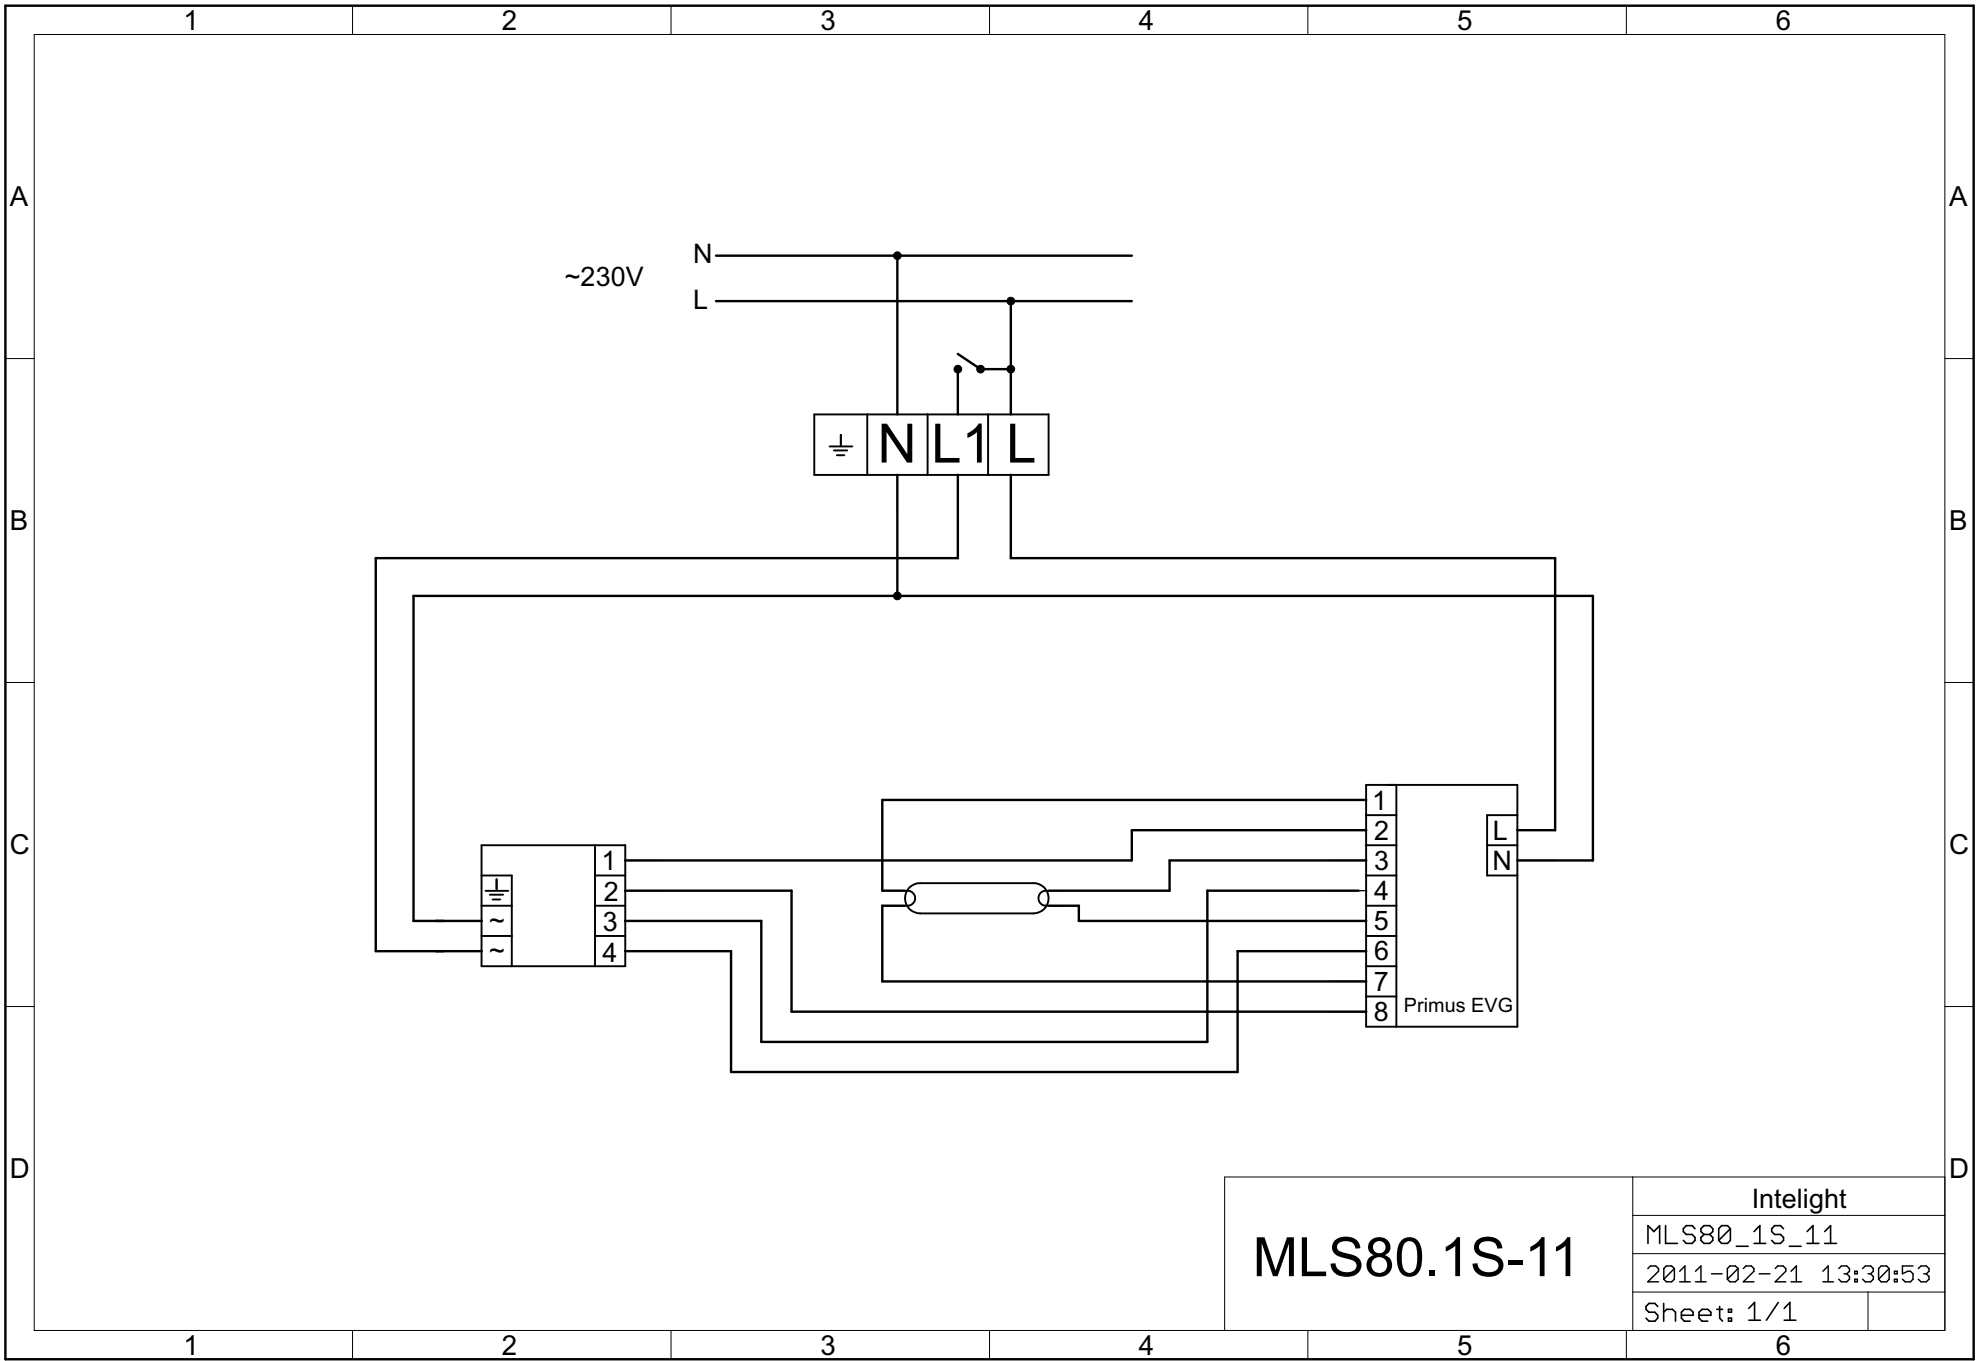 1 2 3 4 5 6
A A
N
~230V
L
N L1 L
B B
1
2
L
3
N
C C
1
4
2
5
~ 3
6
~ 4
7
8 Primus EVG
D D
Intelight
MLS80_1S_11
MLS80.1S-11
2011-02-21 13:30:53
Sheet: 1/1
1 2 3 4 5 6